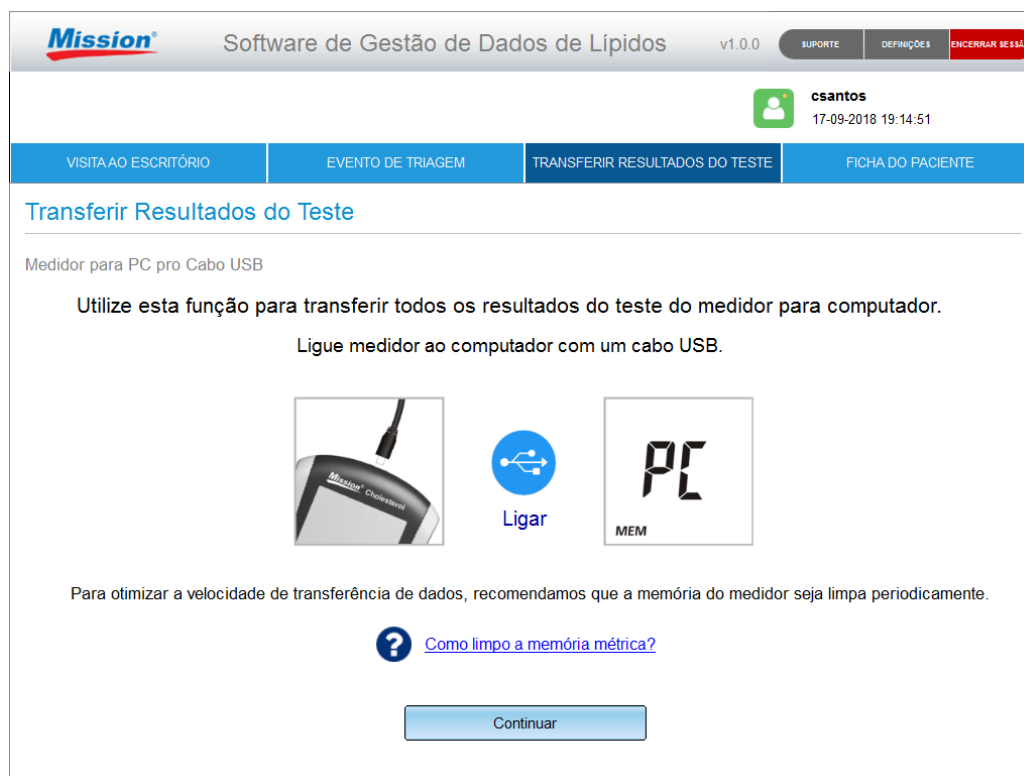 Mission®
Software de Gestão de Dados de Lípidos
v1.0.0
SUPORTE
DEFINIÇÕES
ENCERRAR SESSÃ
csantos
17-09-2018 19:14:51
VISITA AO ESCRITÓRIO
EVENTO DE TRIAGEM
TRANSFERIR RESULTADOS DO TESTE
FICHA DO PACIENTE
Transferir Resultados do Teste
Medidor para PC pro Cabo USB
Utilize esta função para transferir todos os resultados do teste do medidor para computador.
Ligue medidor ao computador com um cabo USB.
Mission® Cholesterol
Ligar
PC
MEM
Para otimizar a velocidade de transferência de dados, recomendamos que a memória do medidor seja limpa periodicamente.
?
Como limpo a memória métrica?
Continuar